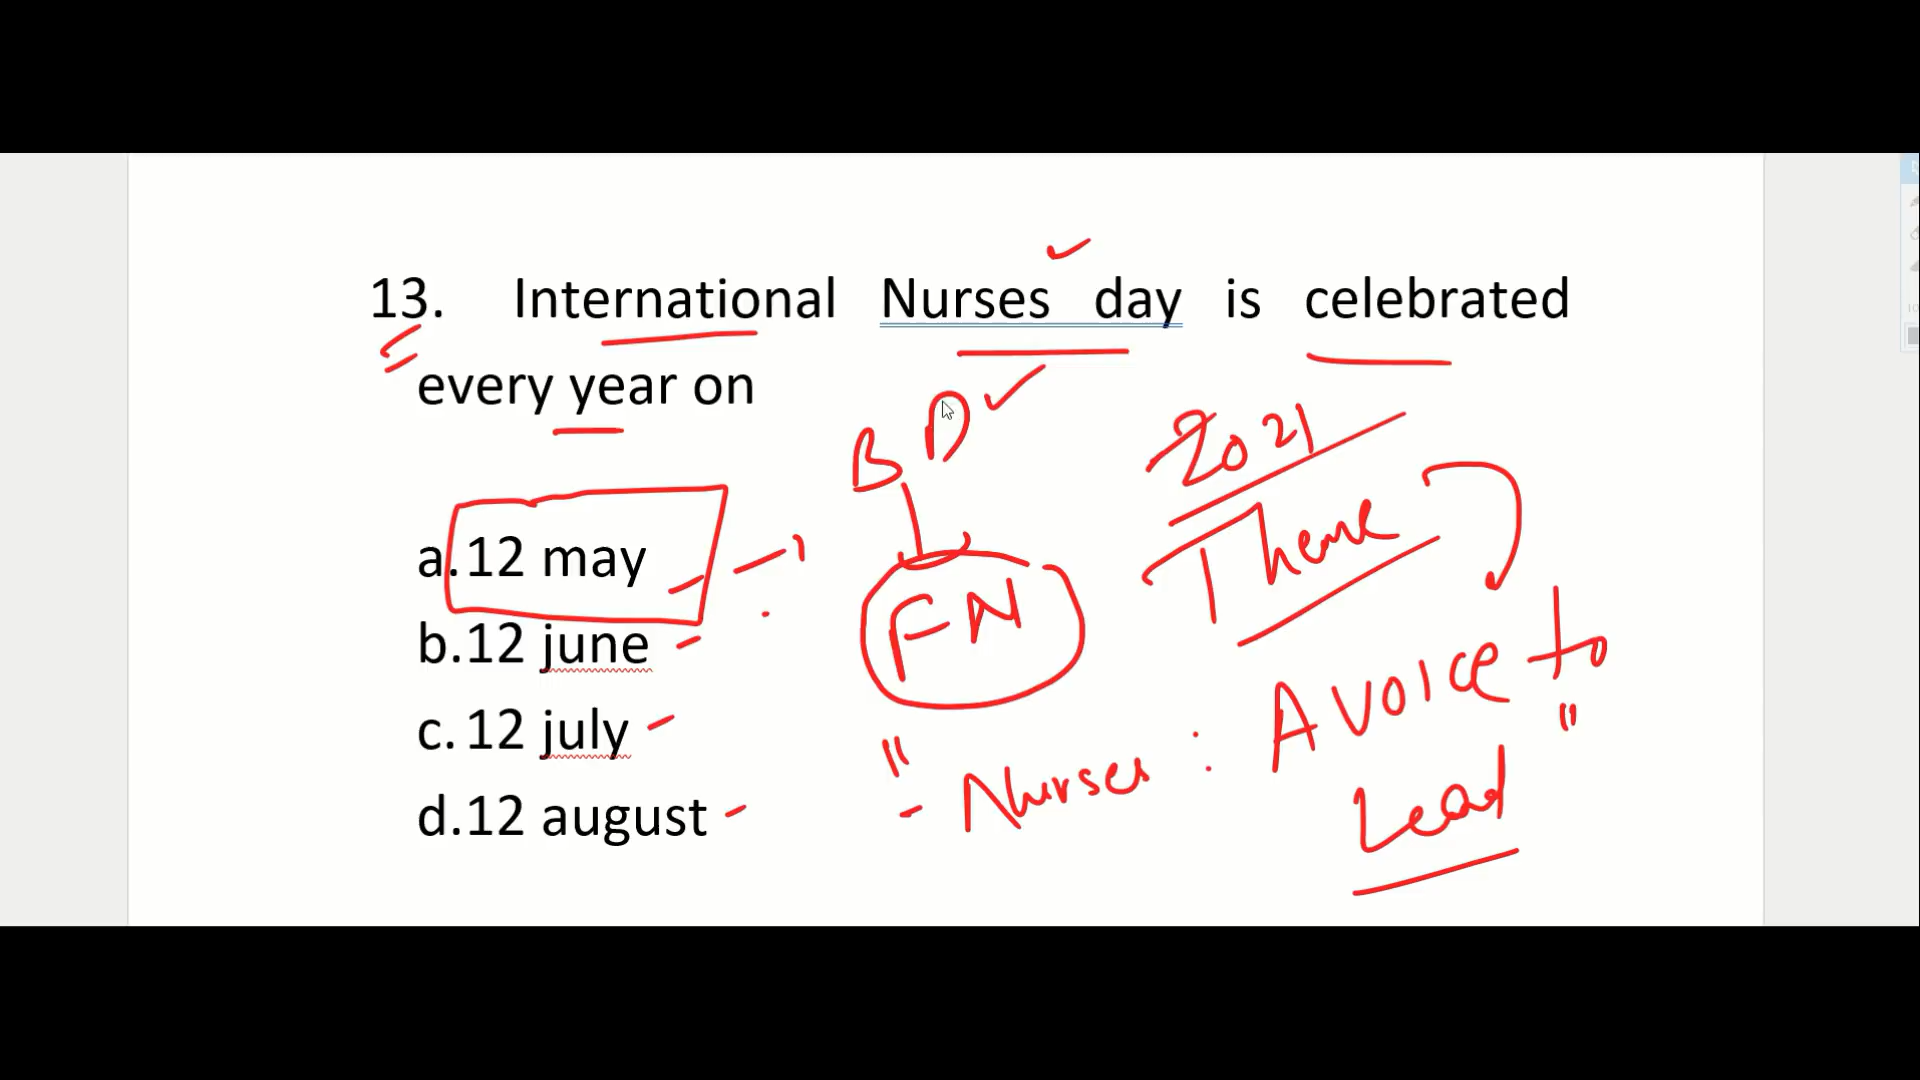 13. International Nurses day is celebrated
every year on
BD
2021
Theme
a. 12 may
FN
b. 12 june
A voice to
c. 12 july
" - Nurses :
Lead "
d. 12 august